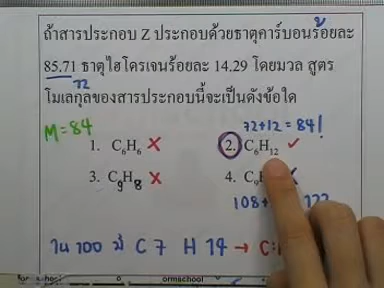 ถ้าสารประกอบ Z ประกอบด้วยธาตุคาร์บอนร้อยละ
85.71 ธาตุไฮโดรเจนร้อยละ 14.29 โดยมวล สูตร
72
โมเลกุลของสารประกอบนี้จะเป็นดังข้อใด
M=84
72+12 = 84!
1. C6H6 ✗ 2. C6H12 ✓
3. C9H8 ✗ 4. C9H
108+ 122
ใน 100 มี C 7 H 14 → C: